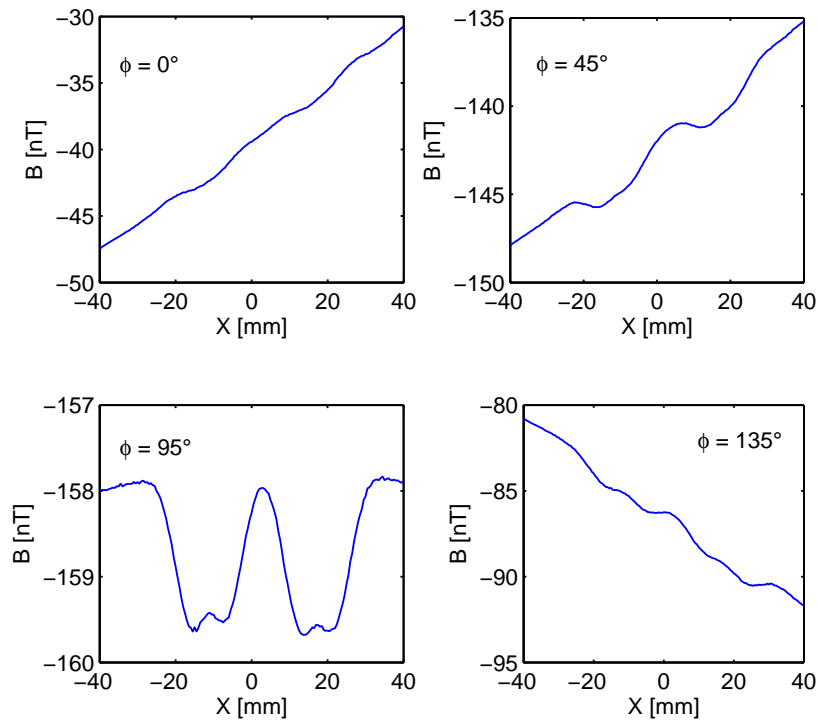 −30
−35
−40
−45
−50
B [nT]
ϕ = 0°
−40 −20 0 20 40
X [mm]
−135
−140
−145
−150
B [nT]
ϕ = 45°
−40 −20 0 20 40
X [mm]
−157
−158
−159
−160
B [nT]
ϕ = 95°
−40 −20 0 20 40
X [mm]
−80
−85
−90
−95
B [nT]
ϕ = 135°
−40 −20 0 20 40
X [mm]